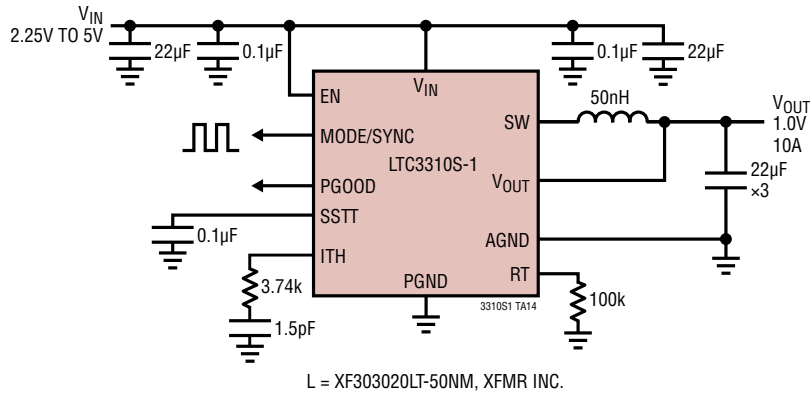 VIN
2.25V TO 5V
22µF
0.1µF
0.1µF
22µF
VIN
EN
MODE/SYNC
PGOOD
SSTT
ITH
PGND
LTC3310S-1
SW
VOUT
AGND
RT
50nH
VOUT
1.0V
10A
22µF
×3
0.1µF
3.74k
1.5pF
100k
3310S1 TA14
L = XF303020LT-50NM, XFMR INC.